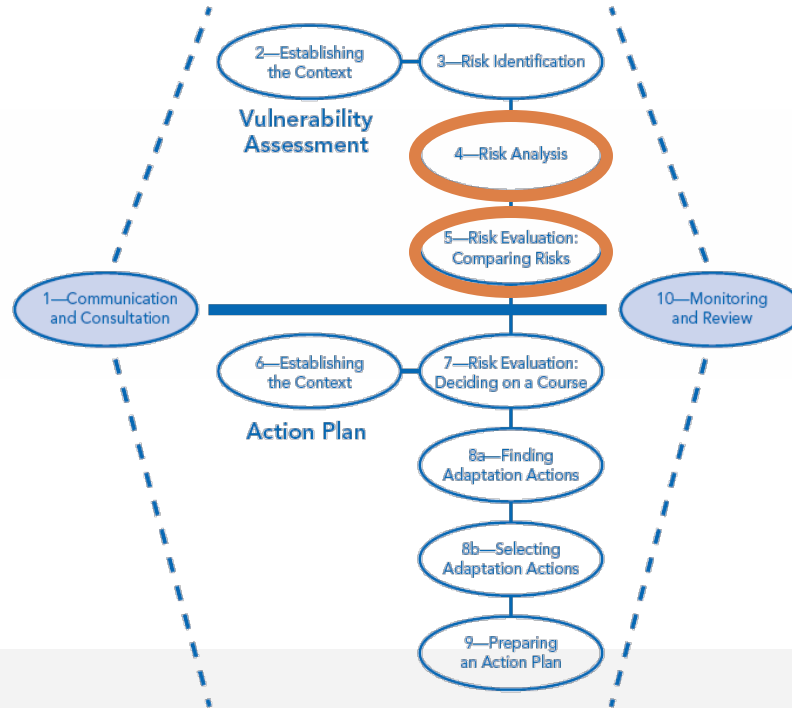 2—Establishing
the Context
3—Risk Identification
Vulnerability
Assessment
4—Risk Analysis
5—Risk Evaluation:
Comparing Risks
1—Communication
and Consultation
10—Monitoring
and Review
6—Establishing
the Context
7—Risk Evaluation:
Deciding on a Course
Action Plan
8a—Finding
Adaptation Actions
8b—Selecting
Adaptation Actions
9—Preparing
an Action Plan